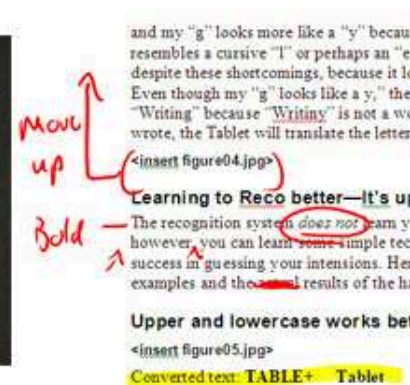 and my "g" looks more like a "y" becau
resembles a cursive "l" or perhaps an "e
despite these shortcomings, because it l
Even though my "g" looks like a y," the
"Writing" because "Writiny" is not a wo
wrote, the Tablet will translate the letter
Move
up
<insert figure04.jpg>
Learning to Reco better—It's up
Bold
The recognition system does not learn y
however, you can learn some simple tec
success in guessing your intensions. Her
examples and the results of the ha
Upper and lowercase works bet
<insert figure05.jpg>
Converted text: TABLE+ Tablet